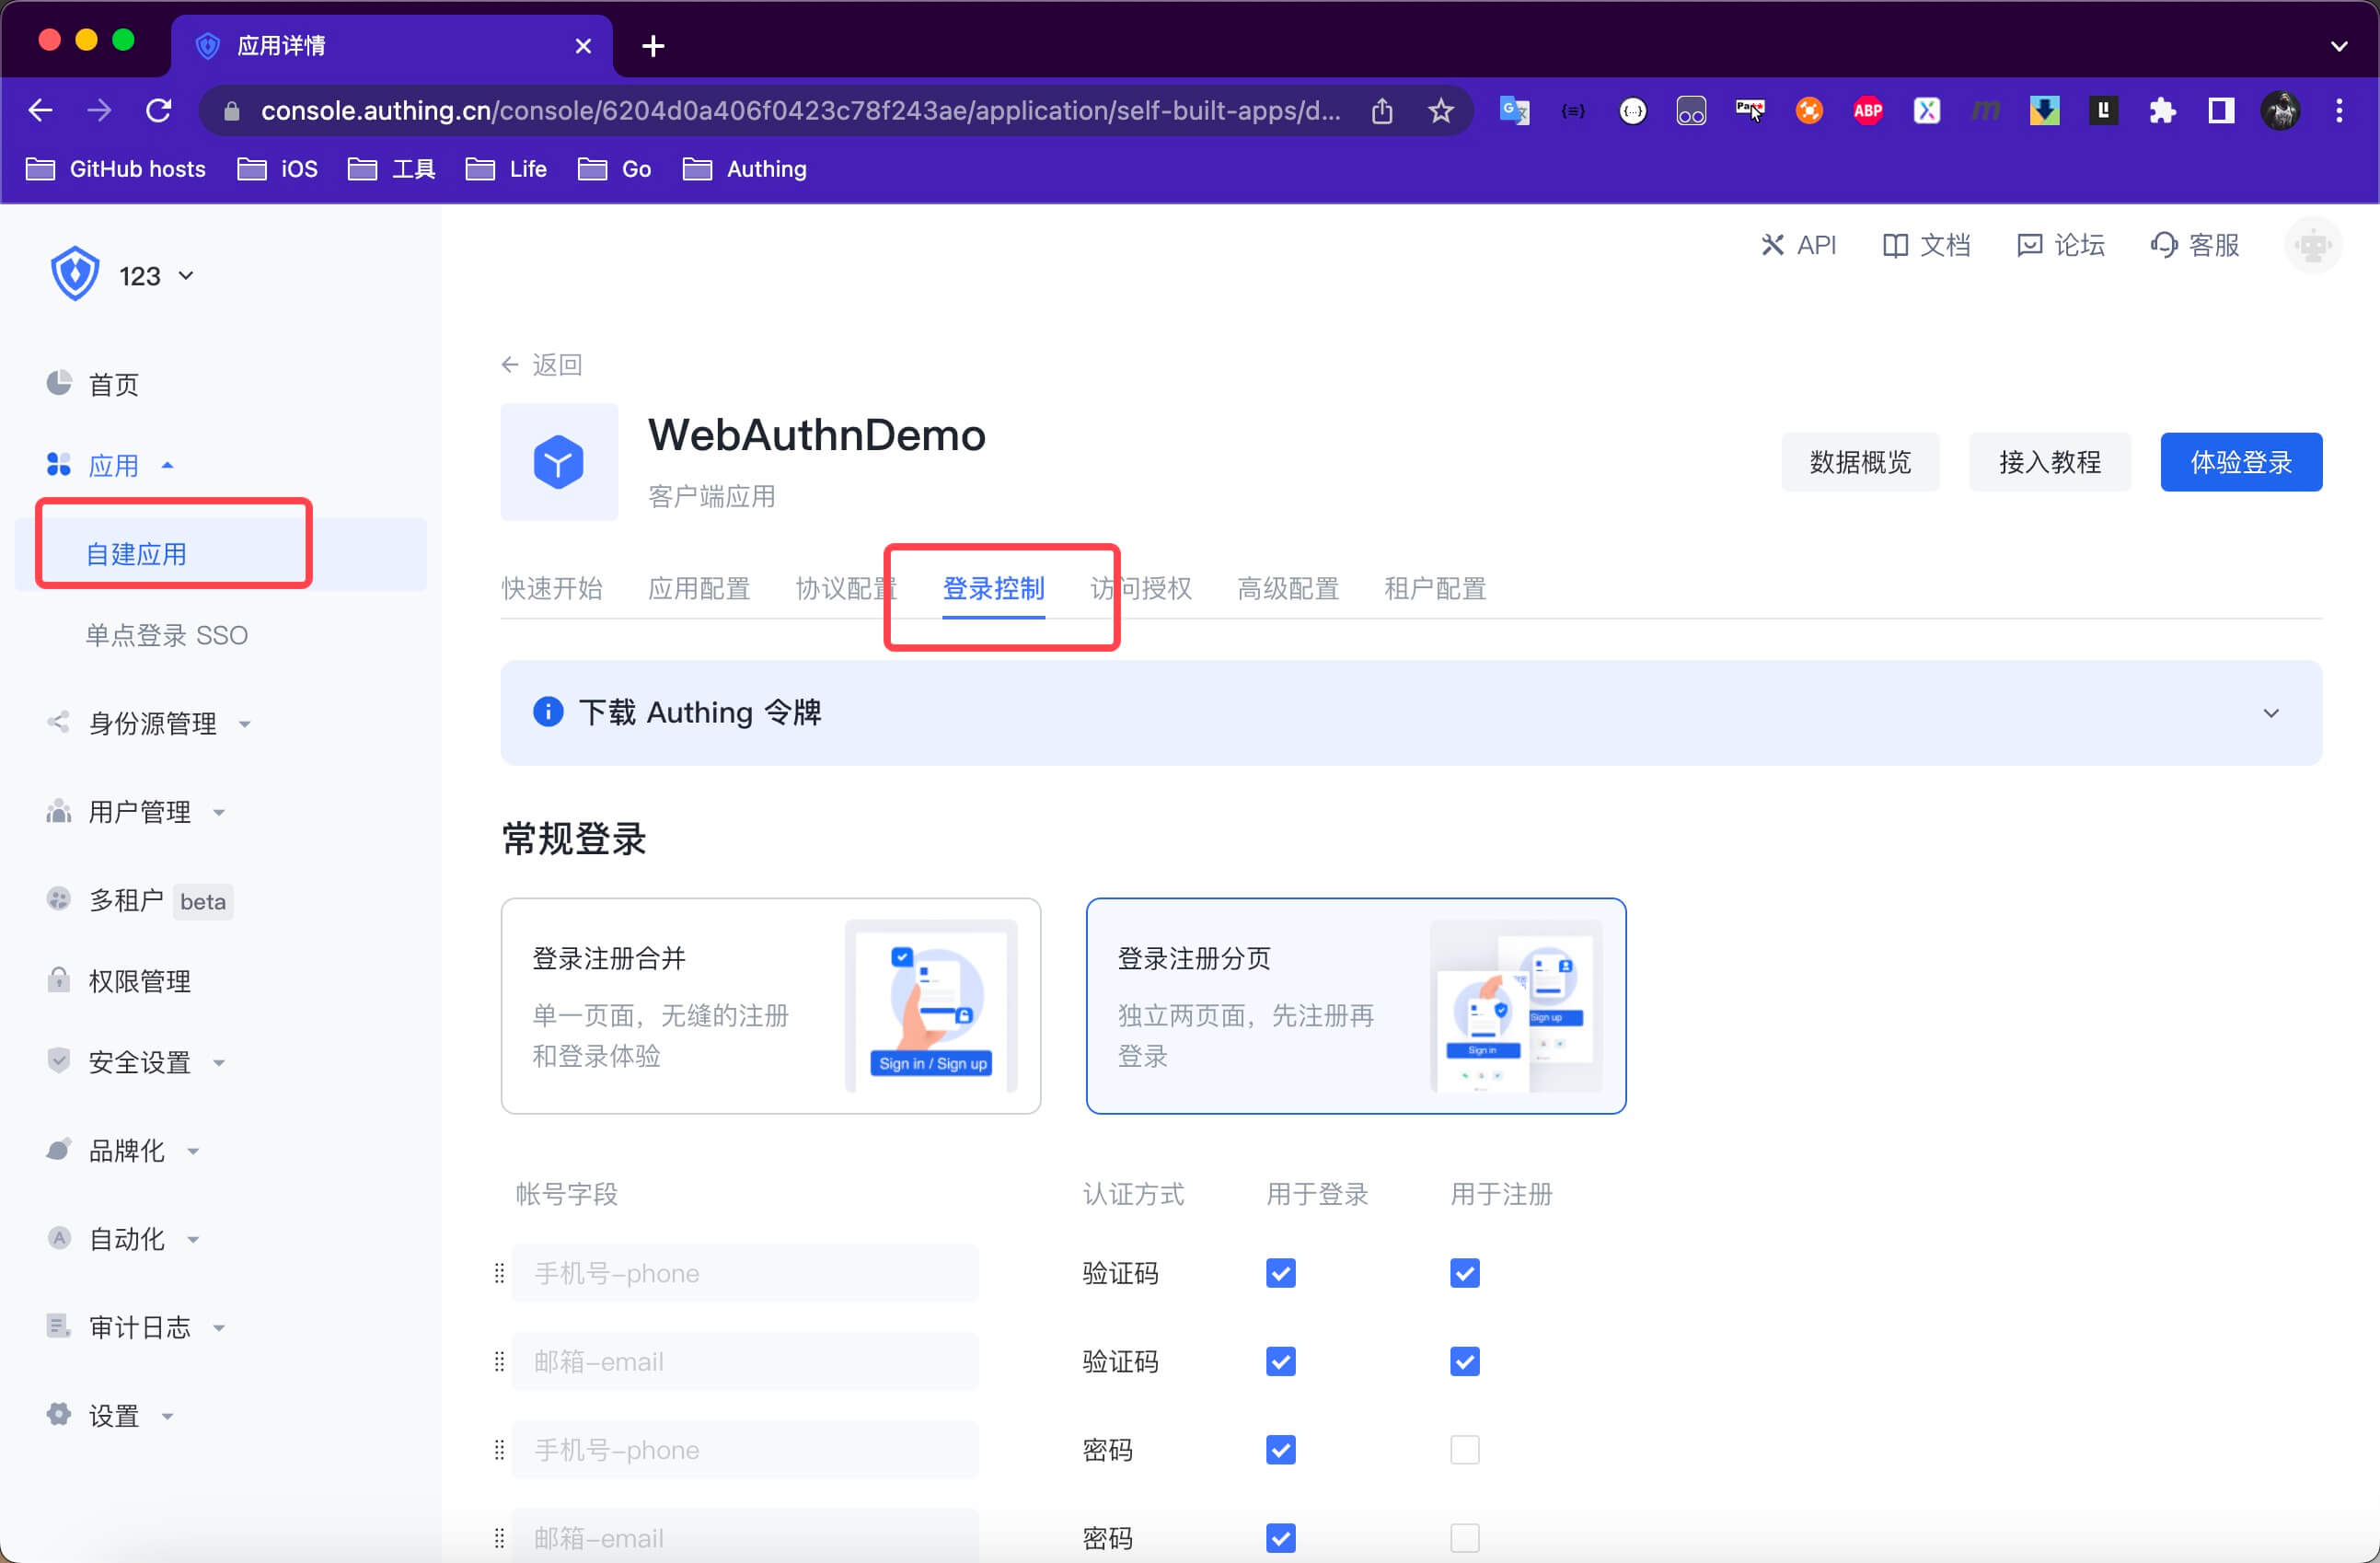 应用详情
console.authing.cn/console/6204d0a406f0423c78f243ae/application/self-built-apps/d...
ABP
GitHub hosts
iOS
工具
Life
Go
Authing
123
API
文档
论坛
客服
首页
应用
自建应用
单点登录 SSO
身份源管理
用户管理
多租户 beta
权限管理
安全设置
品牌化
自动化
审计日志
设置
返回
WebAuthnDemo
客户端应用
数据概览
接入教程
体验登录
快速开始
应用配置
协议配置
登录控制
访问授权
高级配置
租户配置
下载 Authing 令牌
常规登录
登录注册合并
单一页面，无缝的注册
和登录体验
Sign in / Sign up
登录注册分页
独立两页面，先注册再
登录
Sign up
Sign in
帐号字段 认证方式 用于登录 用于注册
手机号-phone 验证码
邮箱-email 验证码
手机号-phone 密码
邮箱-email 密码